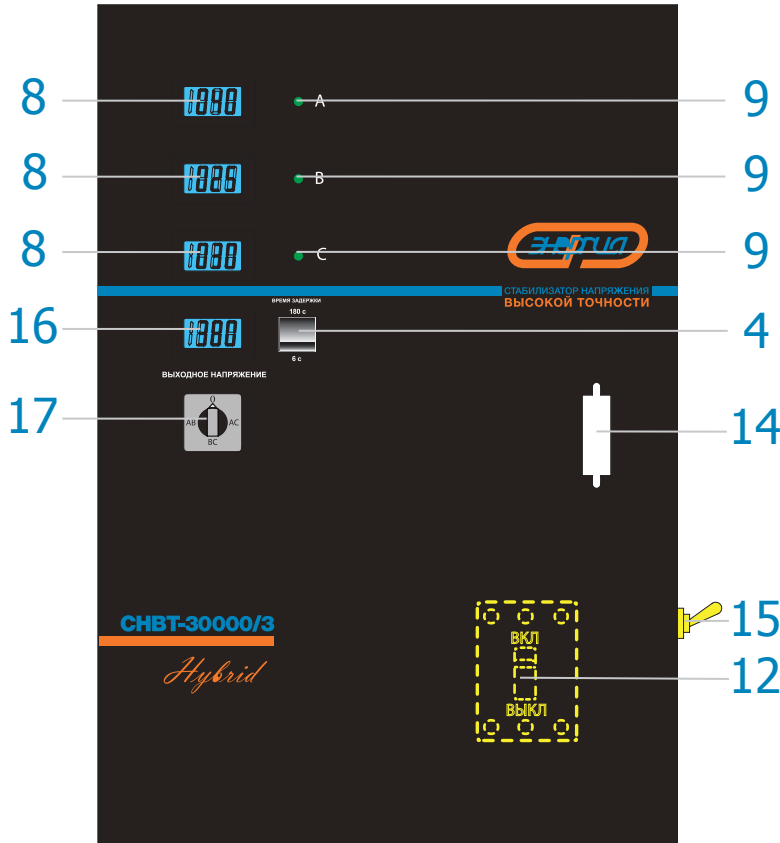 8
A
9
8
B
9
8
C
9
ЭНЕРГИЯ
СТАБИЛИЗАТОР НАПРЯЖЕНИЯ
ВЫСОКОЙ ТОЧНОСТИ
ВРЕМЯ ЗАДЕРЖКИ
180 с
16
4
6 с
ВЫХОДНОЕ НАПРЯЖЕНИЕ
0
17
AB
AC
BC
14
СНВТ-30000/3
Hybrid
15
ВКЛ
12
ВЫКЛ